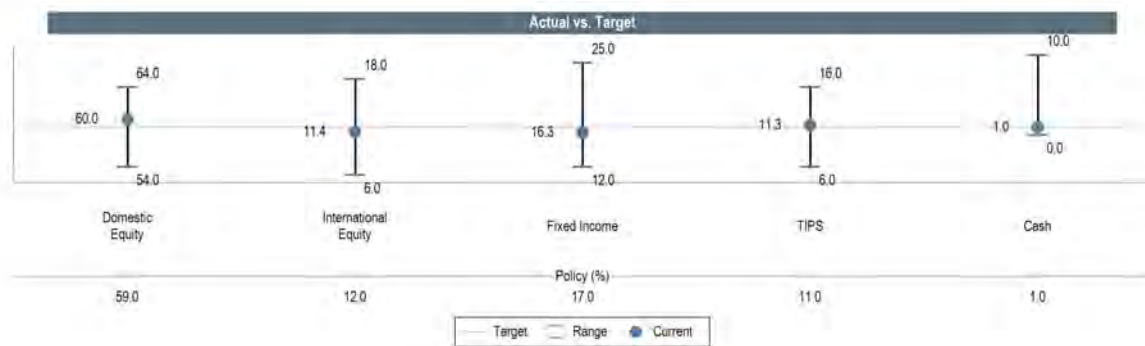 Actual vs. Target
64.0
60.0
54.0
18.0
11.4
6.0
25.0
16.3
12.0
16.0
11.3
6.0
10.0
1.0
0.0
Domestic
Equity
International
Equity
Fixed Income
TIPS
Cash
Policy (%)
59.0 12.0 17.0 11.0 1.0
Target Range Current